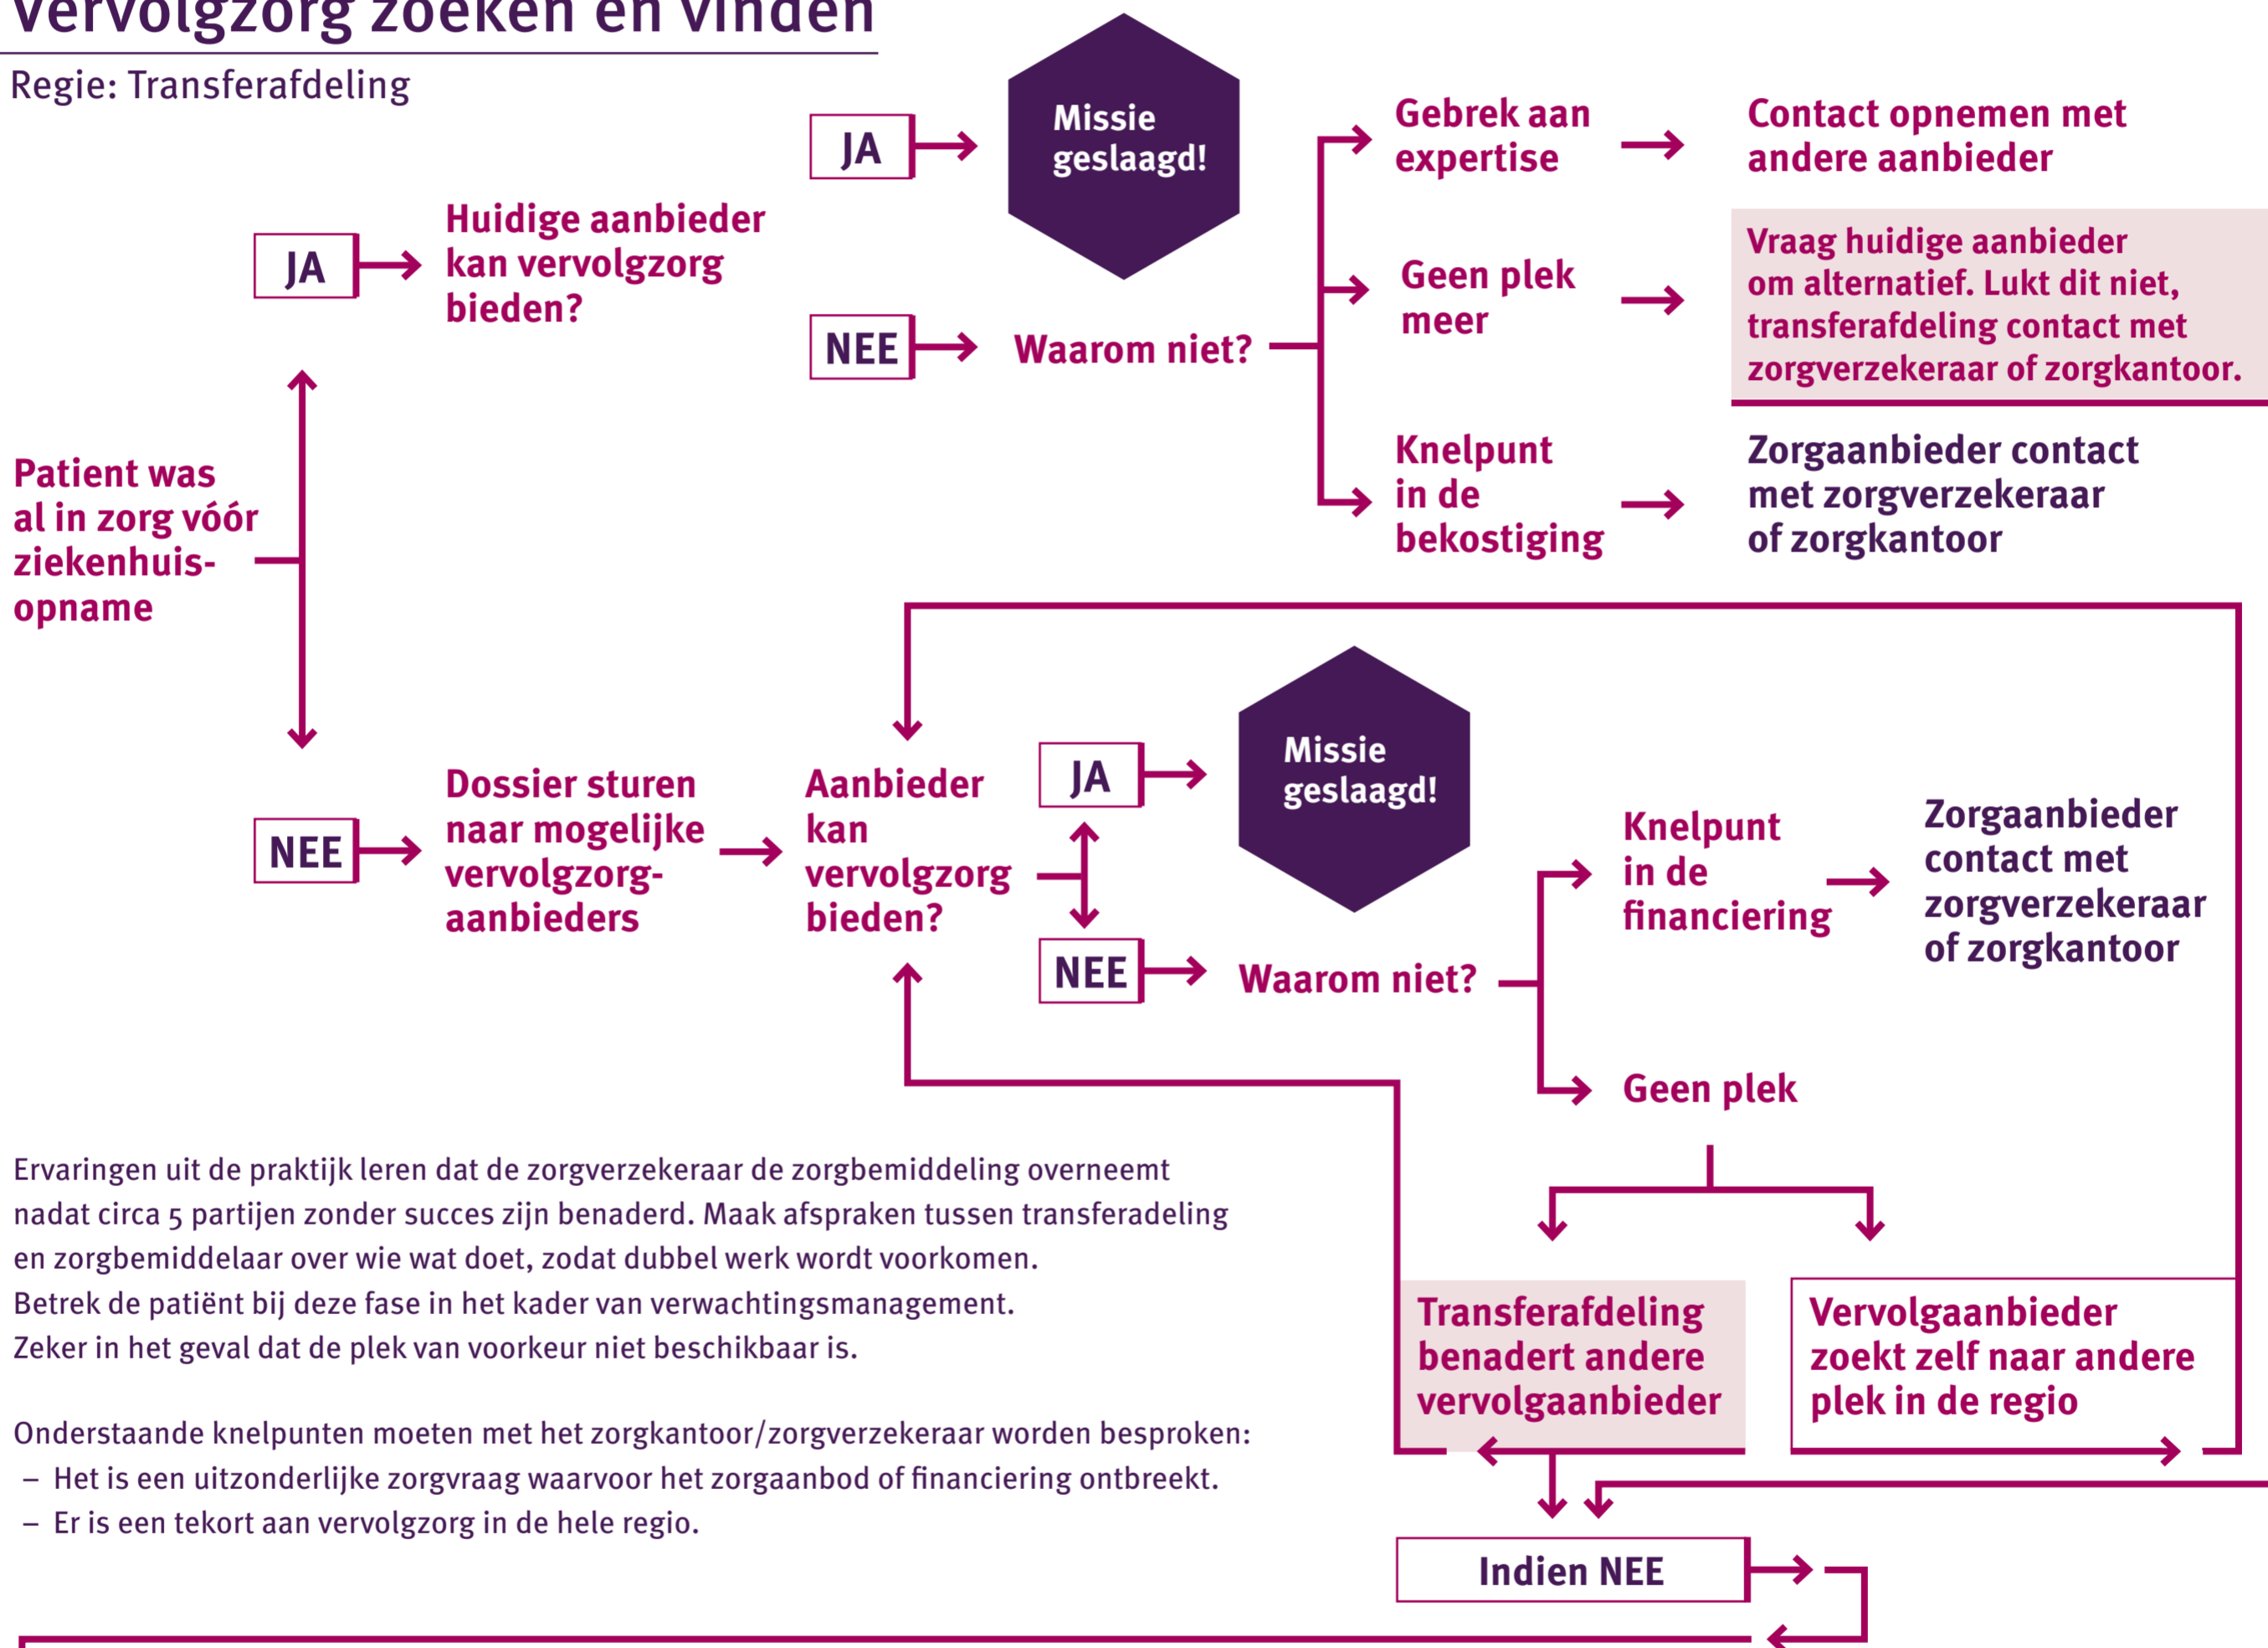 Vervolgzorg zoeken en vinden
Regie: Transferafdeling
JA
Missie
geslaagd!
Gebrek aan
expertise
Contact opnemen met
andere aanbieder
JA
Huidige aanbieder
kan vervolgzorg
bieden?
NEE
Waarom niet?
Geen plek
meer
Vraag huidige aanbieder
om alternatief. Lukt dit niet,
transferafdeling contact met
zorgverzekeraar of zorgkantoor.
Knelpunt
in de
bekostiging
Zorgaanbieder contact
met zorgverzekeraar
of zorgkantoor
Patient was
al in zorg vóór
ziekenhuis-
opname
NEE
Dossier sturen
naar mogelijke
vervolgzorg-
aanbieders
Aanbieder
kan
vervolgzorg
bieden?
JA
Missie
geslaagd!
NEE
Waarom niet?
Knelpunt
in de
financiering
Zorgaanbieder
contact met
zorgverzekeraar
of zorgkantoor
Geen plek
Transferafdeling
benadert andere
vervolgaanbieder
Vervolgaanbieder
zoekt zelf naar andere
plek in de regio
Indien NEE
Ervaringen uit de praktijk leren dat de zorgverzekeraar de zorgbemiddeling overneemt
nadat circa 5 partijen zonder succes zijn benaderd. Maak afspraken tussen transferadeling
en zorgbemiddelaar over wie wat doet, zodat dubbel werk wordt voorkomen.
Betrek de patiënt bij deze fase in het kader van verwachtingsmanagement.
Zeker in het geval dat de plek van voorkeur niet beschikbaar is.
Onderstaande knelpunten moeten met het zorgkantoor/zorgverzekeraar worden besproken:
– Het is een uitzonderlijke zorgvraag waarvoor het zorgaanbod of financiering ontbreekt.
– Er is een tekort aan vervolgzorg in de hele regio.